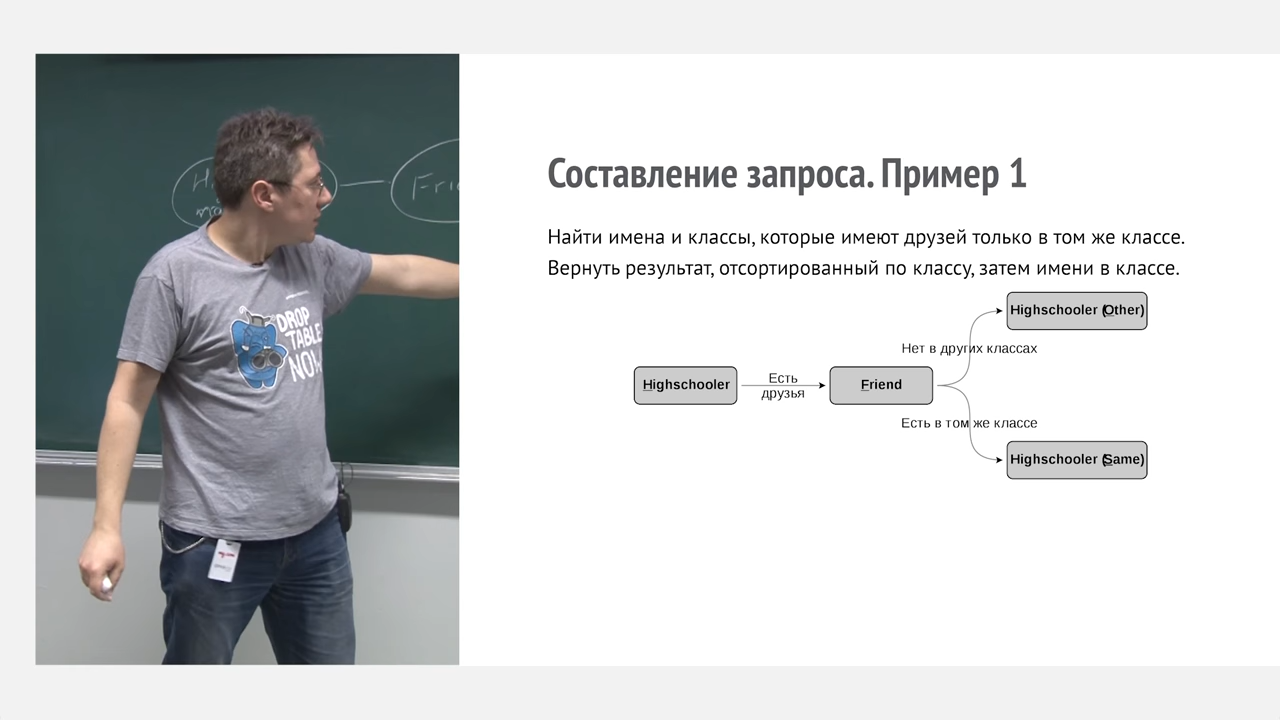 Составление запроса. Пример 1
Найти имена и классы, которые имеют друзей только в том же классе.
Вернуть результат, отсортированный по классу, затем имени в классе.
Highschooler (Other)
Нет в других классах
Highschooler
Есть
друзья
Friend
Есть в том же классе
Highschooler (Same)
DROP
TABLE